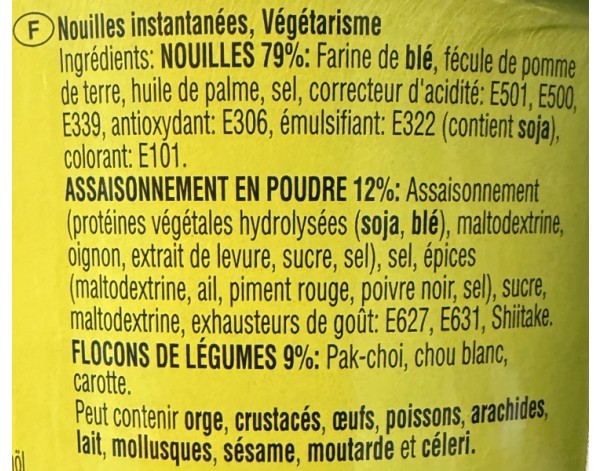 F Nouilles instantanées, Végétarisme
Ingrédients: NOUILLES 79%: Farine de blé, fécule de pomme
de terre, huile de palme, sel, correcteur d'acidité: E501, E500,
E339, antioxydant: E306, émulsifiant: E322 (contient soja),
colorant: E101.
ASSAISONNEMENT EN POUDRE 12%: Assaisonnement
(protéines végétales hydrolysées (soja, blé), maltodextrine,
oignon, extrait de levure, sucre, sel), sel, épices
(maltodextrine, ail, piment rouge, poivre noir, sel), sucre,
maltodextrine, exhausteurs de goût: E627, E631, Shiitake.
FLOCONS DE LÉGUMES 9%: Pak-choi, chou blanc,
carotte.
Peut contenir orge, crustacés, œufs, poissons, arachides,
lait, mollusques, sésame, moutarde et céleri.